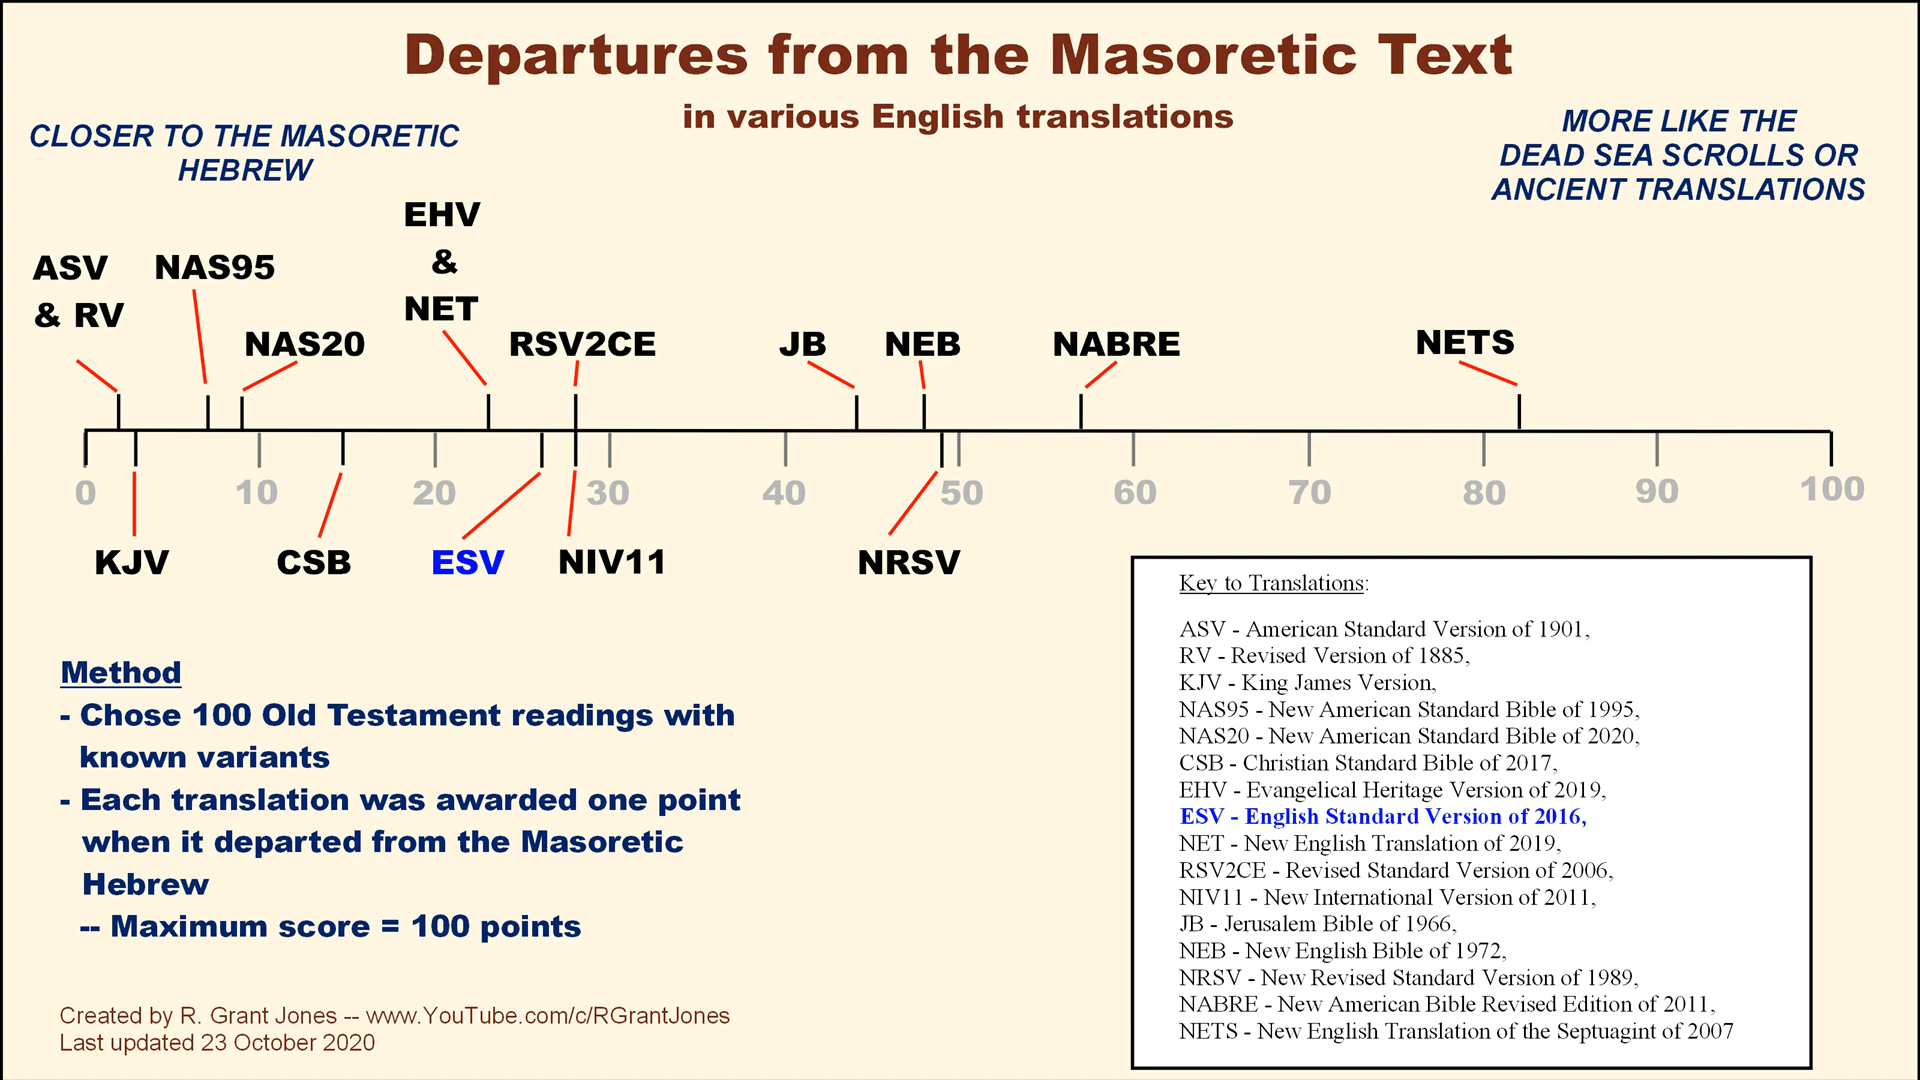 Departures from the Masoretic Text
in various English translations
CLOSER TO THE MASORETIC
HEBREW
MORE LIKE THE
DEAD SEA SCROLLS OR
ANCIENT TRANSLATIONS
ASV
& RV
NAS95
NAS20
EHV
&
NET
RSV2CE
JB
NEB
NABRE
NETS
0
10
20
30
40
50
60
70
80
90
100
KJV
CSB
ESV
NIV11
NRSV
Method
- Chose 100 Old Testament readings with
known variants
- Each translation was awarded one point
when it departed from the Masoretic
Hebrew
-- Maximum score = 100 points
Created by R. Grant Jones -- www.YouTube.com/c/RGrantJones
Last updated 23 October 2020
Key to Translations:
ASV - American Standard Version of 1901,
RV - Revised Version of 1885,
KJV - King James Version,
NAS95 - New American Standard Bible of 1995,
NAS20 - New American Standard Bible of 2020,
CSB - Christian Standard Bible of 2017,
EHV - Evangelical Heritage Version of 2019,
ESV - English Standard Version of 2016,
NET - New English Translation of 2019,
RSV2CE - Revised Standard Version of 2006,
NIV11 - New International Version of 2011,
JB - Jerusalem Bible of 1966,
NEB - New English Bible of 1972,
NRSV - New Revised Standard Version of 1989,
NABRE - New American Bible Revised Edition of 2011,
NETS - New English Translation of the Septuagint of 2007